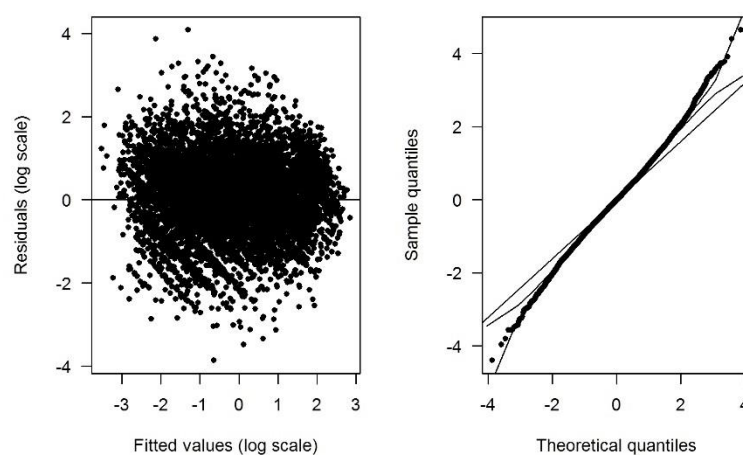 4
2
0
-2
-4
Residuals (log scale)
-3 -2 -1 0 1 2 3
Fitted values (log scale)
4
2
0
-2
-4
Sample quantiles
-4 -2 0 2 4
Theoretical quantiles